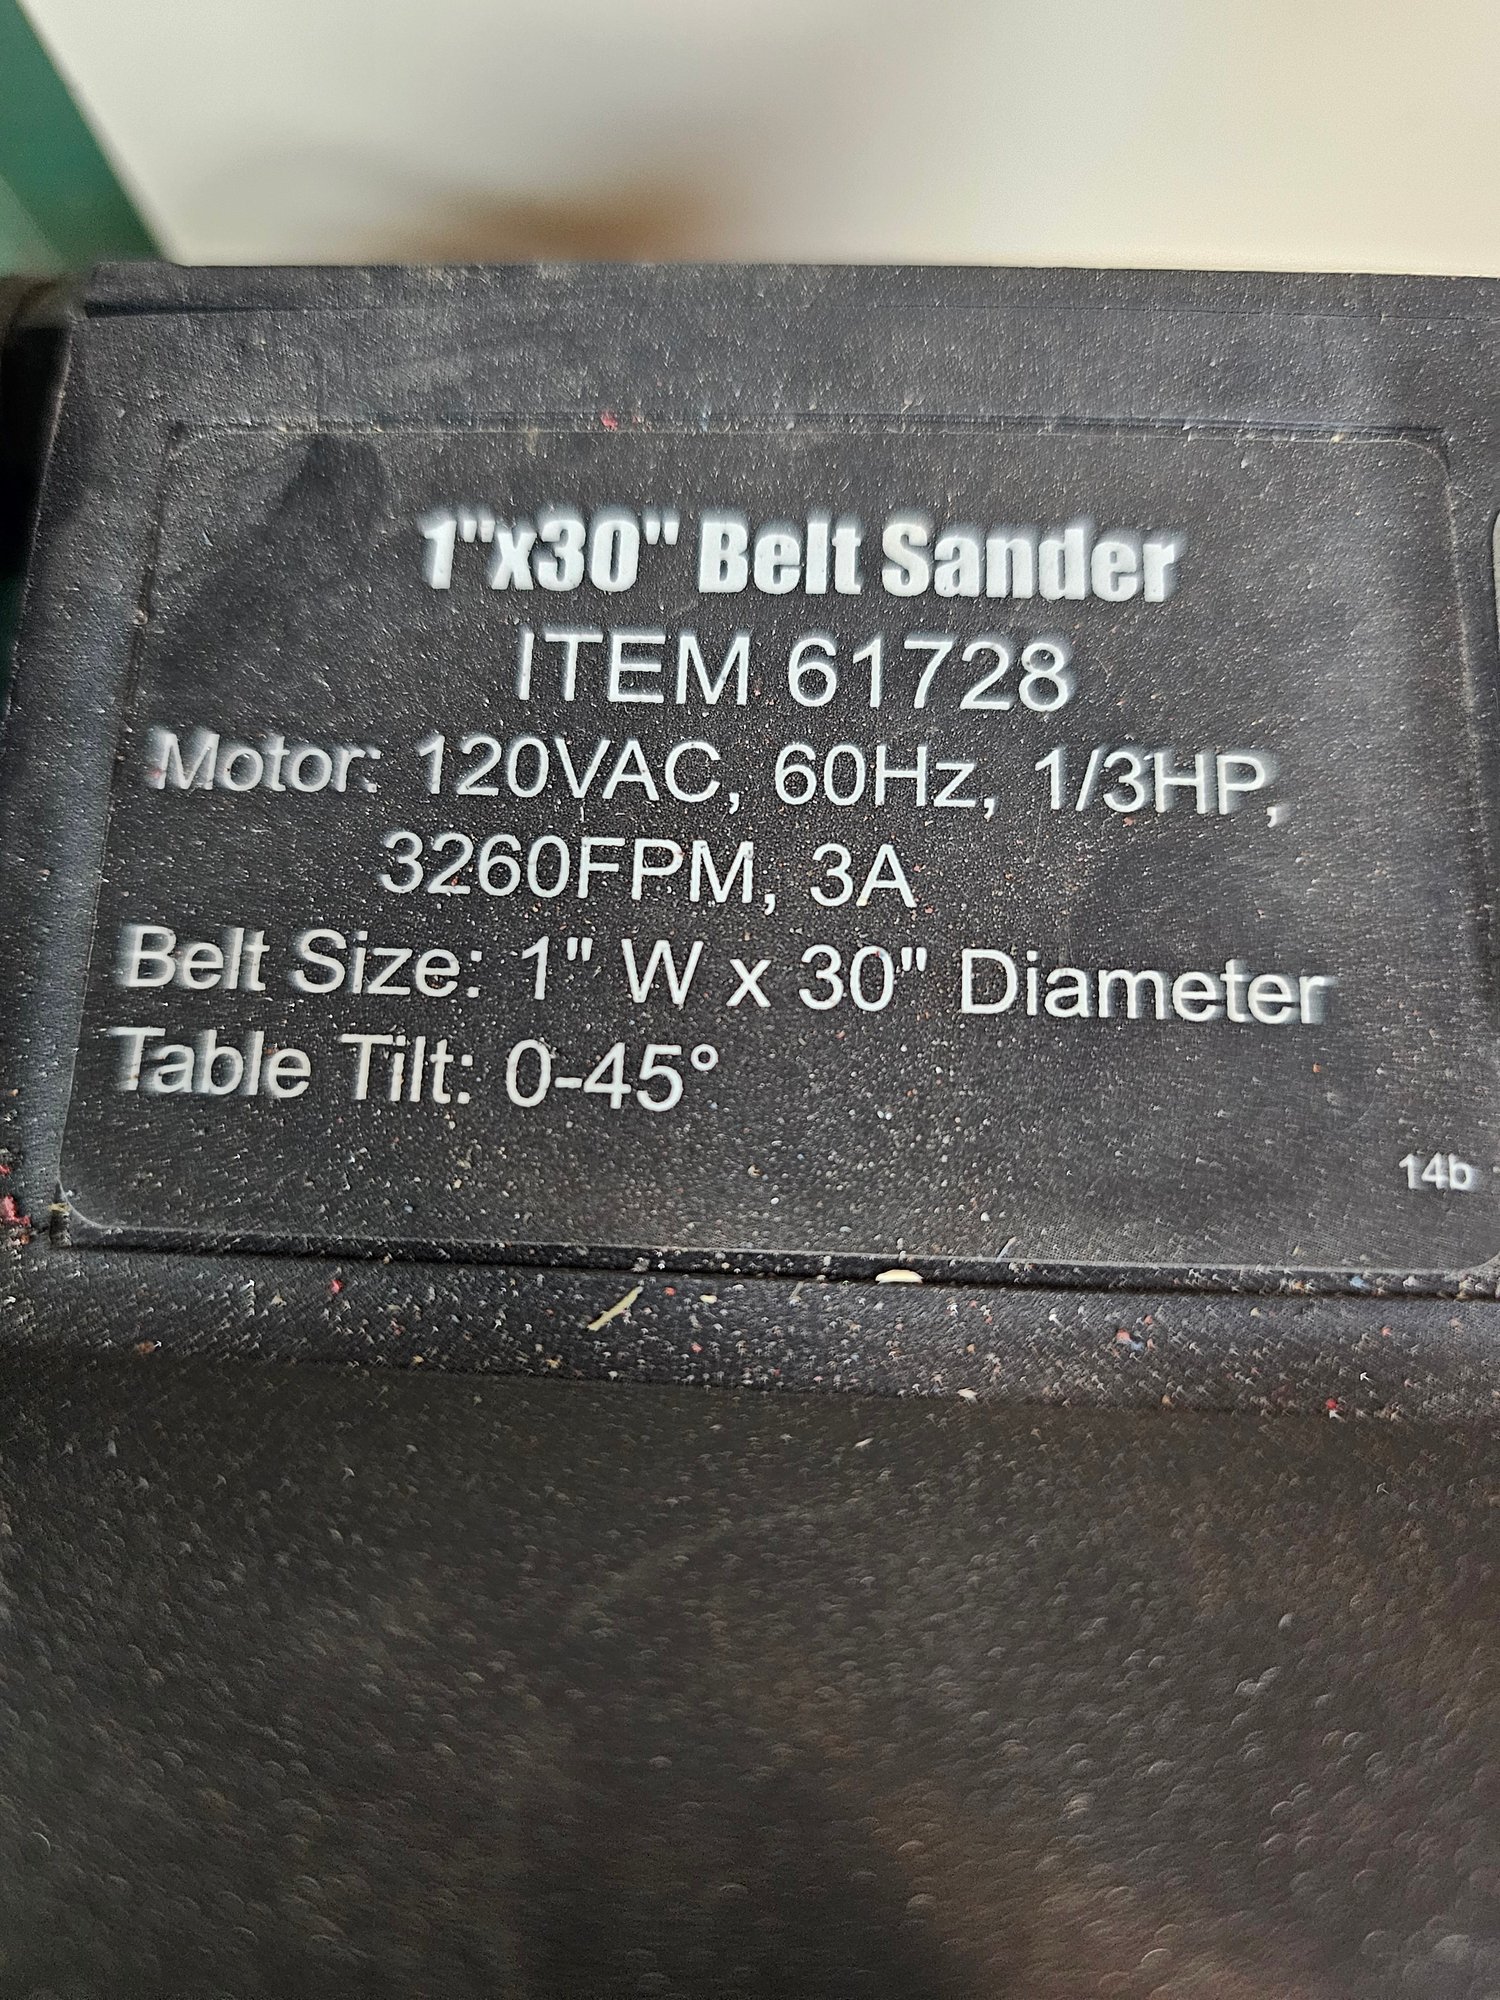 1"x30" Belt Sander
ITEM 61728
Motor: 120VAC, 60Hz, 1/3HP,
3260FPM, 3A
Belt Size: 1" W x 30" Diameter
Table Tilt: 0-45°
14b